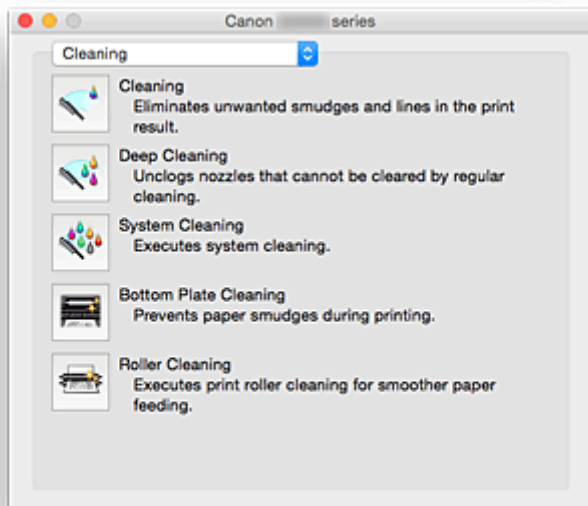 Canon series
Cleaning
Cleaning
Eliminates unwanted smudges and lines in the print
result.
Deep Cleaning
Unclogs nozzles that cannot be cleared by regular
cleaning.
System Cleaning
Executes system cleaning.
Bottom Plate Cleaning
Prevents paper smudges during printing.
Roller Cleaning
Executes print roller cleaning for smoother paper
feeding.